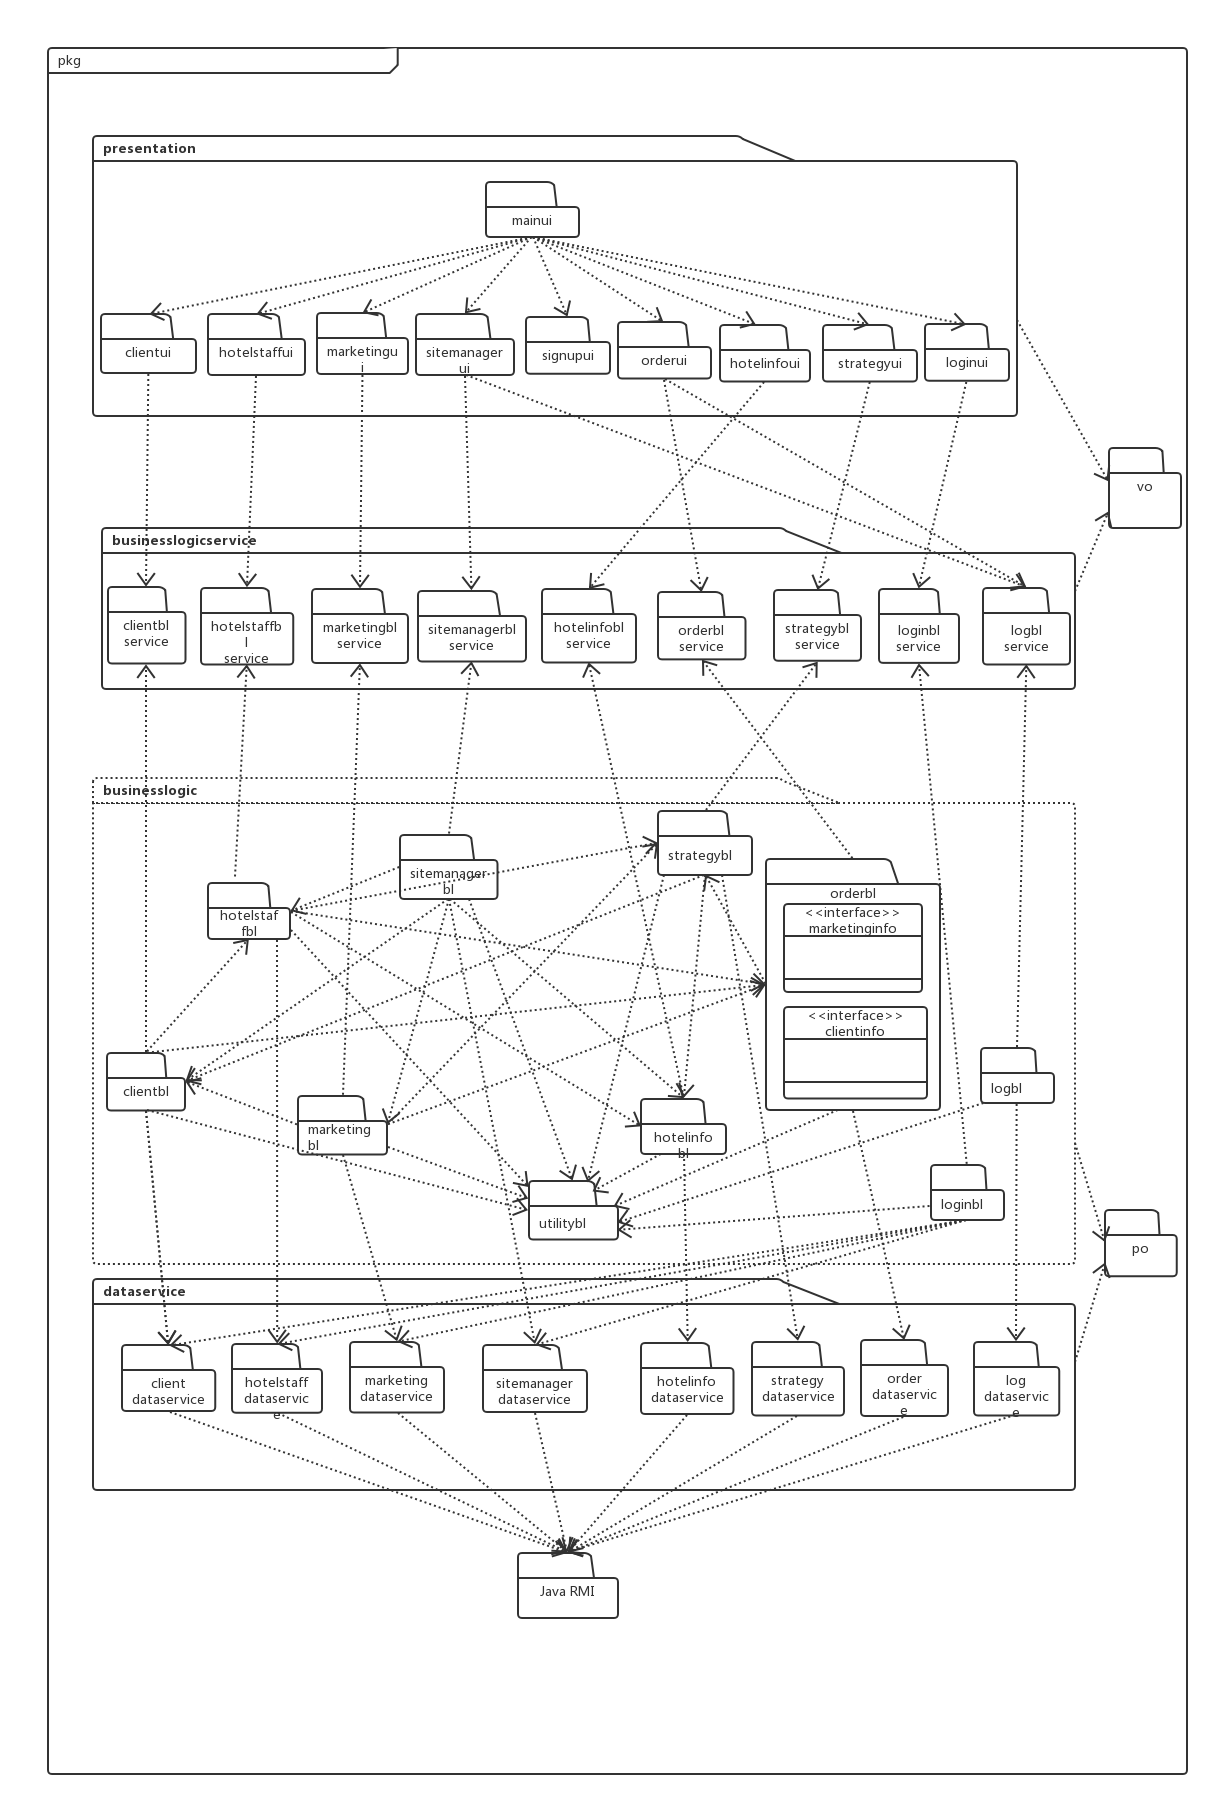 pkg
presentation
mainui
clientui
hotelstaffui
marketingu
i
sitemanager
ui
signupui
orderui
hotelinfoui
strategyui
loginui
vo
businesslogicservice
clientbl
service
hotelstaffb
l
service
marketingbl
service
sitemanagerbl
service
hotelinfobl
service
orderbl
service
strategybl
service
loginbl
service
logbl
service
businesslogic
strategybl
sitemanager
bl
hotelstaf
fbl
orderbl
<<interface>>
marketinginfo
<<interface>>
clientinfo
clientbl
logbl
marketing
bl
hotelinfo
bl
utilitybl
loginbl
po
dataservice
client
dataservice
hotelstaff
dataservic
e
marketing
dataservice
sitemanager
dataservice
hotelinfo
dataservice
strategy
dataservice
order
dataservic
e
log
dataservic
e
Java RMI